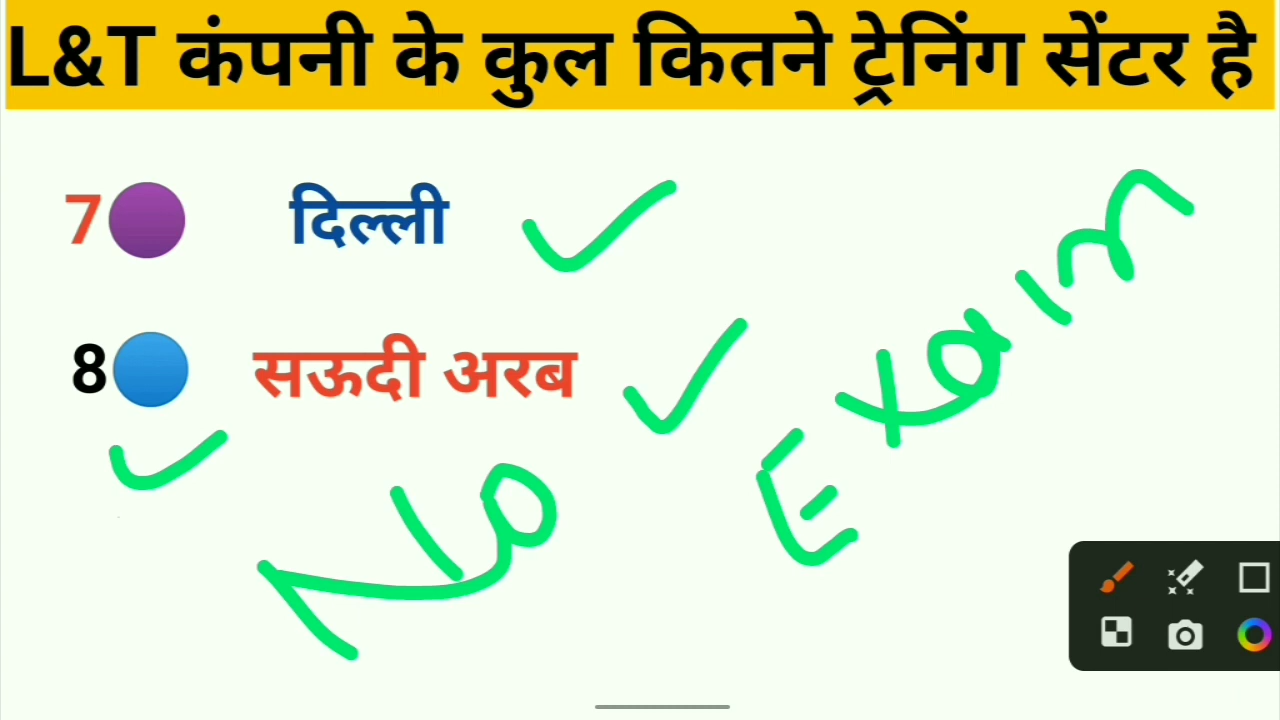 L&T कंपनी के कुल कितने ट्रेनिंग सेंटर है
7 दिल्ली
8 सऊदी अरब
No Exam